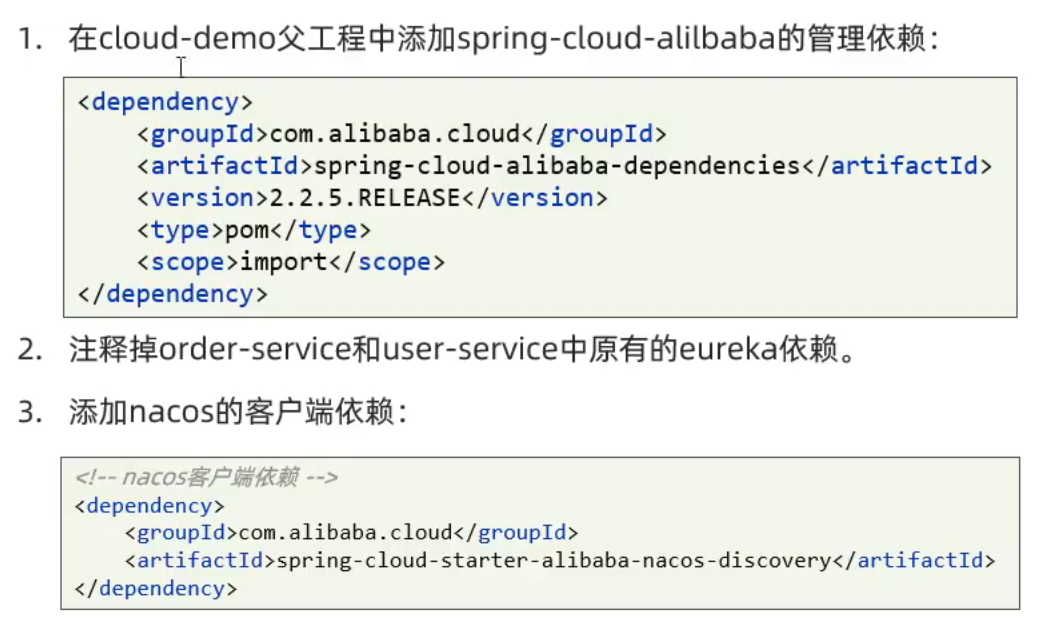 1. 在cloud-demo父工程中添加spring-cloud-alilbaba的管理依赖：
<dependency>
    <groupId>com.alibaba.cloud</groupId>
    <artifactId>spring-cloud-alibaba-dependencies</artifactId>
    <version>2.2.5.RELEASE</version>
    <type>pom</type>
    <scope>import</scope>
</dependency>
2. 注释掉order-service和user-service中原有的eureka依赖。
3. 添加nacos的客户端依赖：
<!-- nacos客户端依赖 -->
<dependency>
    <groupId>com.alibaba.cloud</groupId>
    <artifactId>spring-cloud-starter-alibaba-nacos-discovery</artifactId>
</dependency>